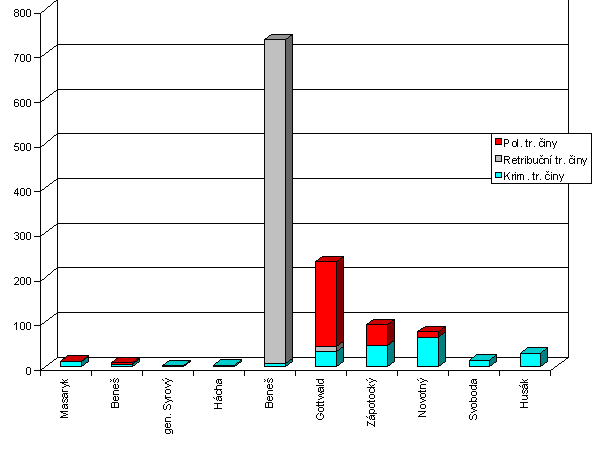 800
700
600
500
400
300
200
100
0
Pol. tr. činy
Retribuční tr. činy
Krim. tr. činy
Masaryk
Beneš
gen. Syrový
Hácha
Beneš
Gottwald
Zápotocký
Novotný
Svoboda
Husák